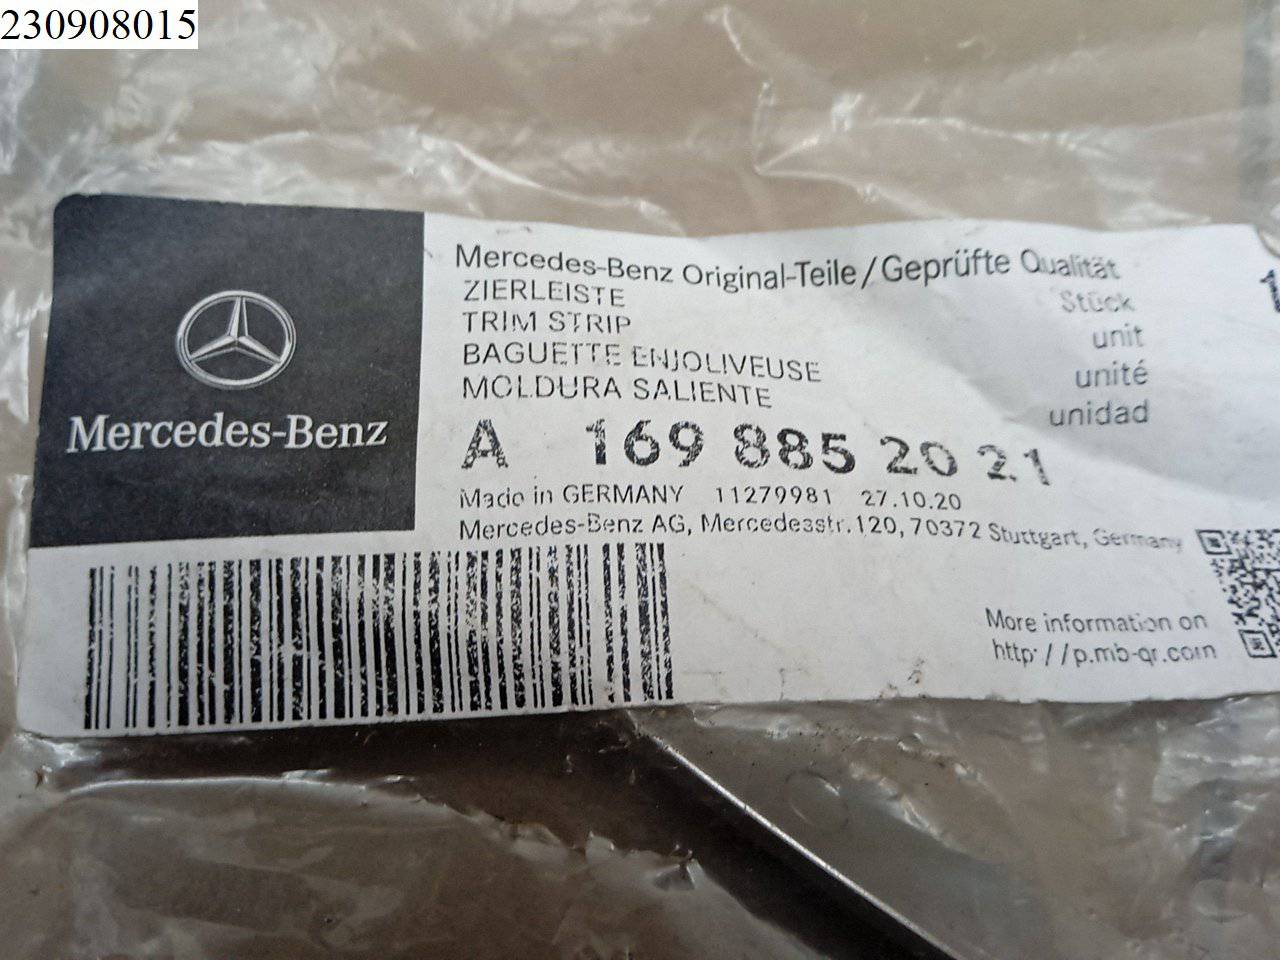 230908015
Mercedes-Benz
Mercedes-Benz Original-Teile/Geprüfte Qualität
ZIERLEISTE
TRIM STRIP
BAGUETTE ENJOLIVEUSE
MOLDURA SALIENTE
1
Stück
unit
unité
unidad
A 169 885 20 21
Made in GERMANY 11279981 27.10.20
Mercedes-Benz AG, Mercedesstr. 120, 70372 Stuttgart, Germany
More information on
http://p.mb-qr.com